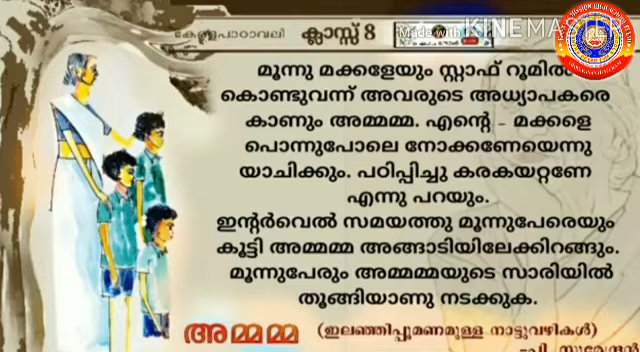 കേരളപാഠാവലി ക്ലാസ്സ് 8
Made with KINEMASTER
മൂന്നു മക്കളേയും സ്റ്റാഫ് റൂമിൽ
കൊണ്ടുവന്ന് അവരുടെ അധ്യാപകരെ
കാണും അമ്മമ്മ. എന്റെ - മക്കളെ
പൊന്നുപോലെ നോക്കണേയെന്നു
യാചിക്കും. പഠിപ്പിച്ചു കരകയറ്റണേ
എന്നു പറയും.
ഇന്റർവെൽ സമയത്തു മൂന്നുപേരെയും
കൂട്ടി അമ്മമ്മ അങ്ങാടിയിലേക്കിറങ്ങും.
മൂന്നുപേരും അമ്മമ്മയുടെ സാരിയിൽ
തൂങ്ങിയാണു നടക്കുക.
അമ്മമ്മ (ഇലഞ്ഞിപ്പൂമണമുള്ള നാട്ടുവഴികൾ)
-പി. സുരേന്ദ്രൻ